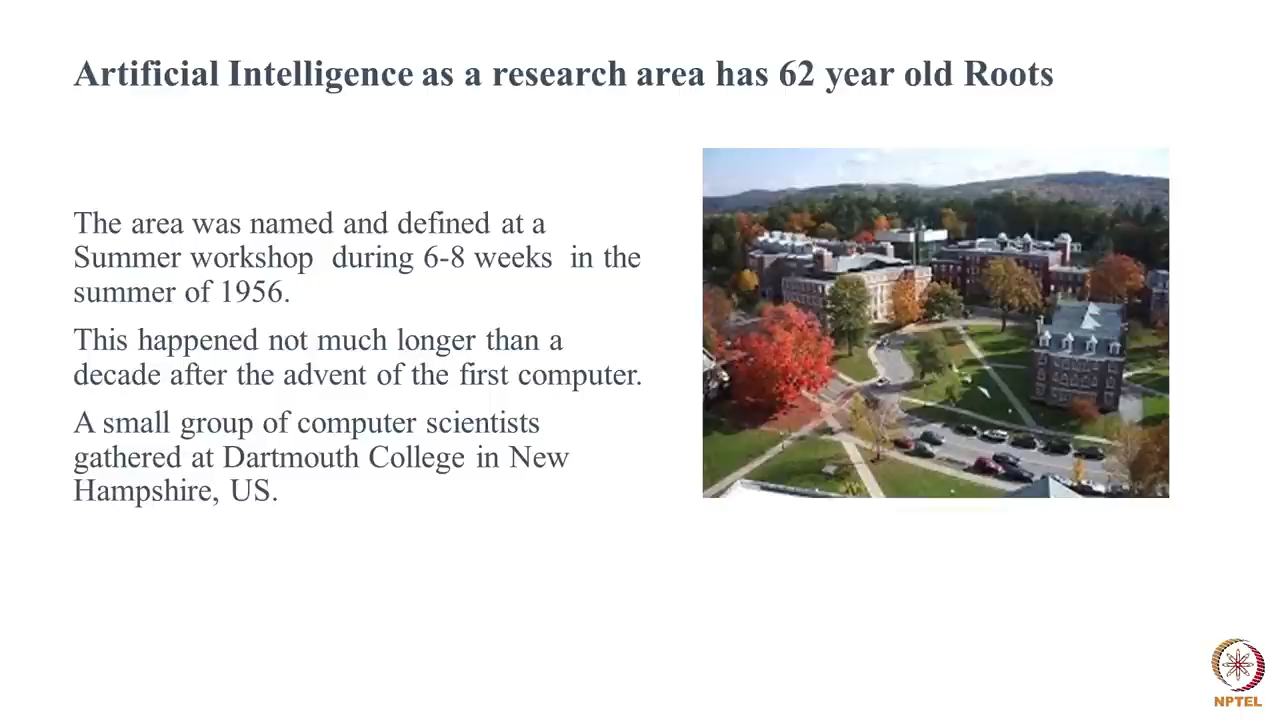 Artificial Intelligence as a research area has 62 year old Roots
The area was named and defined at a
Summer workshop during 6-8 weeks in the
summer of 1956.
This happened not much longer than a
decade after the advent of the first computer.
A small group of computer scientists
gathered at Dartmouth College in New
Hampshire, US.
NPTEL